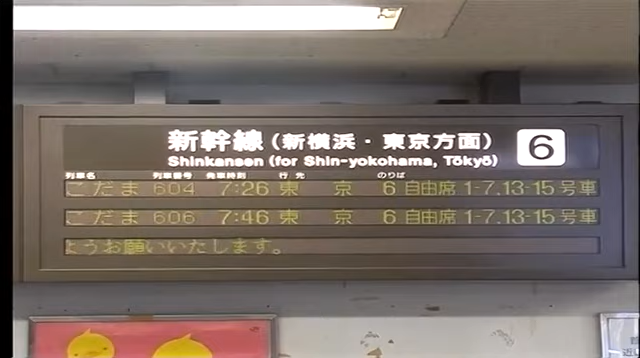 新幹線(新横浜・東京方面) 6
Shinkansen (for Shin-yokohama, Tōkyō)
列車名 列車番号 発車時刻 行先 のりば
こだま 604 7:26 東京 6 自由席 1-7.13-15号車
こだま 606 7:46 東京 6 自由席 1-7.13-15号車
ようお願いいたします。